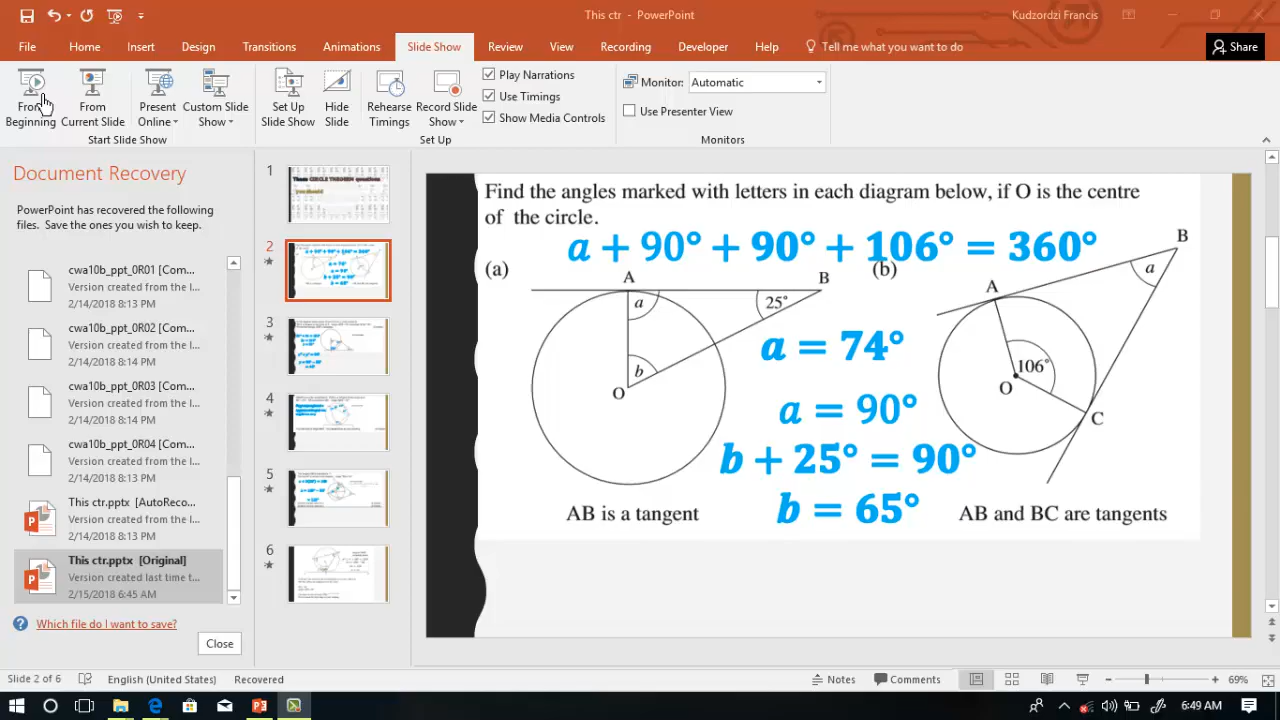 This ctr - PowerPoint
Kudzordzi Francis
File Home Insert Design Transitions Animations Slide Show Review View Recording Developer Help Tell me what you want to do Share
From Beginning
From Current Slide
Present Online
Custom Slide Show
Start Slide Show
Set Up Slide Show
Hide Slide
Rehearse Timings
Record Slide Show
Play Narrations
Use Timings
Show Media Controls
Set Up
Monitor: Automatic
Use Presenter View
Monitors
Document Recovery
PowerPoint has recovered the following
files. Save the ones you wish to keep.
cwa10b_ppt_0R01 [Com...
Version created from the l...
2/14/2018 8:13 PM
cwa10b_ppt_0R02 [Com...
Version created from the l...
2/14/2018 8:14 PM
cwa10b_ppt_0R03 [Com...
Version created from the l...
2/14/2018 8:14 PM
cwa10b_ppt_0R04 [Com...
Version created from the l...
2/14/2018 8:13 PM
This ctr.pptx [AutoReco...
Version created from the l...
2/14/2018 8:13 PM
This ctr.pptx [Original]
Version created last time t...
2/15/2018 6:45 AM
Which file do I want to save?
Close
1
2
3
4
5
6
Find the angles marked with letters in each diagram below, if O is the centre
of the circle.
a + 90° + 90° + 106° = 360°
(a)
A
B
a
25°
b
O
AB is a tangent
a = 74°
a = 90°
b + 25° = 90°
b = 65°
(b)
B
a
A
106°
O
C
AB and BC are tangents
Slide 2 of 6 English (United States) Recovered Notes Comments 69%
6:49 AM